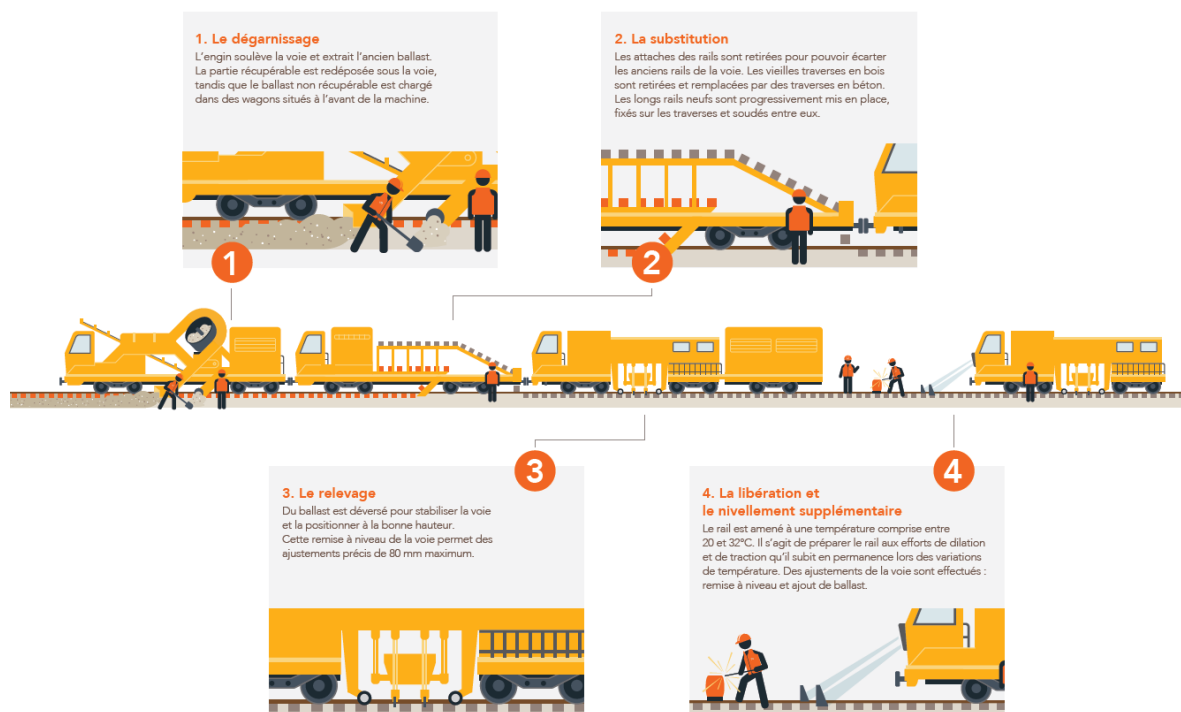 1. Le dégarnissage
L'engin soulève la voie et extrait l'ancien ballast.
La partie récupérable est redéposée sous la voie,
tandis que le ballast non récupérable est chargé
dans des wagons situés à l'avant de la machine.
2. La substitution
Les attaches des rails sont retirées pour pouvoir écarter
les anciens rails de la voie. Les vieilles traverses en bois
sont retirées et remplacées par des traverses en béton.
Les longs rails neufs sont progressivement mis en place,
fixés sur les traverses et soudés entre eux.
1
2
3
4
3. Le relevage
Du ballast est déversé pour stabiliser la voie
et la positionner à la bonne hauteur.
Cette remise à niveau de la voie permet des
ajustements précis de 80 mm maximum.
4. La libération et
le nivellement supplémentaire
Le rail est amené à une température comprise entre
20 et 32°C. Il s'agit de préparer le rail aux efforts de dilation
et de traction qu'il subit en permanence lors des variations
de température. Des ajustements de la voie sont effectués :
remise à niveau et ajout de ballast.